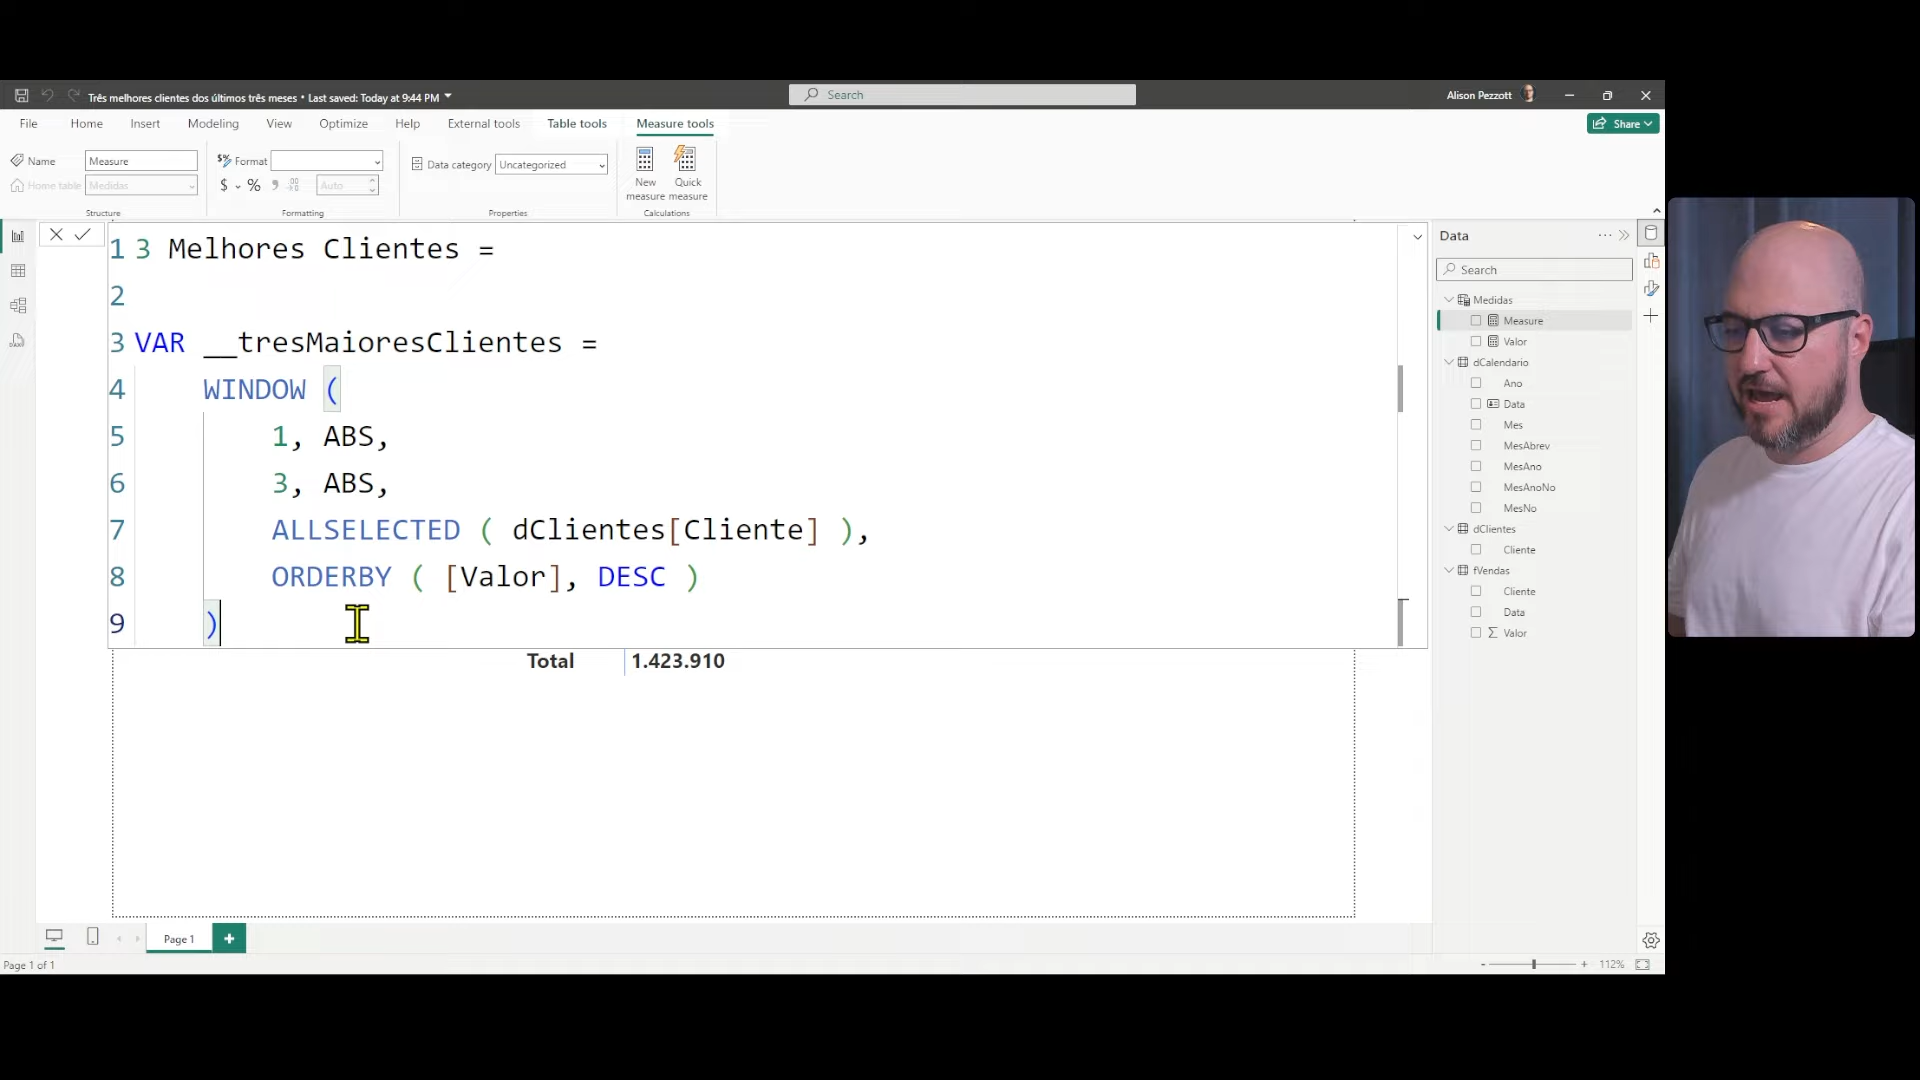 Três melhores clientes dos últimos três meses • Last saved: Today at 9:44 PM
Search
Alison Pezzott
File Home Insert Modeling View Optimize Help External tools Table tools Measure tools
Share
Name Measure
Home table Medidas
Structure
Format
$ % Auto
Formatting
Data category Uncategorized
Properties
New measure
Quick measure
Calculations
1 3 Melhores Clientes =
2
3 VAR __tresMaioresClientes =
4 WINDOW (
5 1, ABS,
6 3, ABS,
7 ALLSELECTED ( dClientes[Cliente] ),
8 ORDERBY ( [Valor], DESC )
9 )
Total 1.423.910
Data
Search
Medidas
Measure
Valor
dCalendario
Ano
Data
Mes
MesAbrev
MesAno
MesAnoNo
MesNo
dClientes
Cliente
fVendas
Cliente
Data
Σ Valor
Page 1
Page 1 of 1
- + 112%